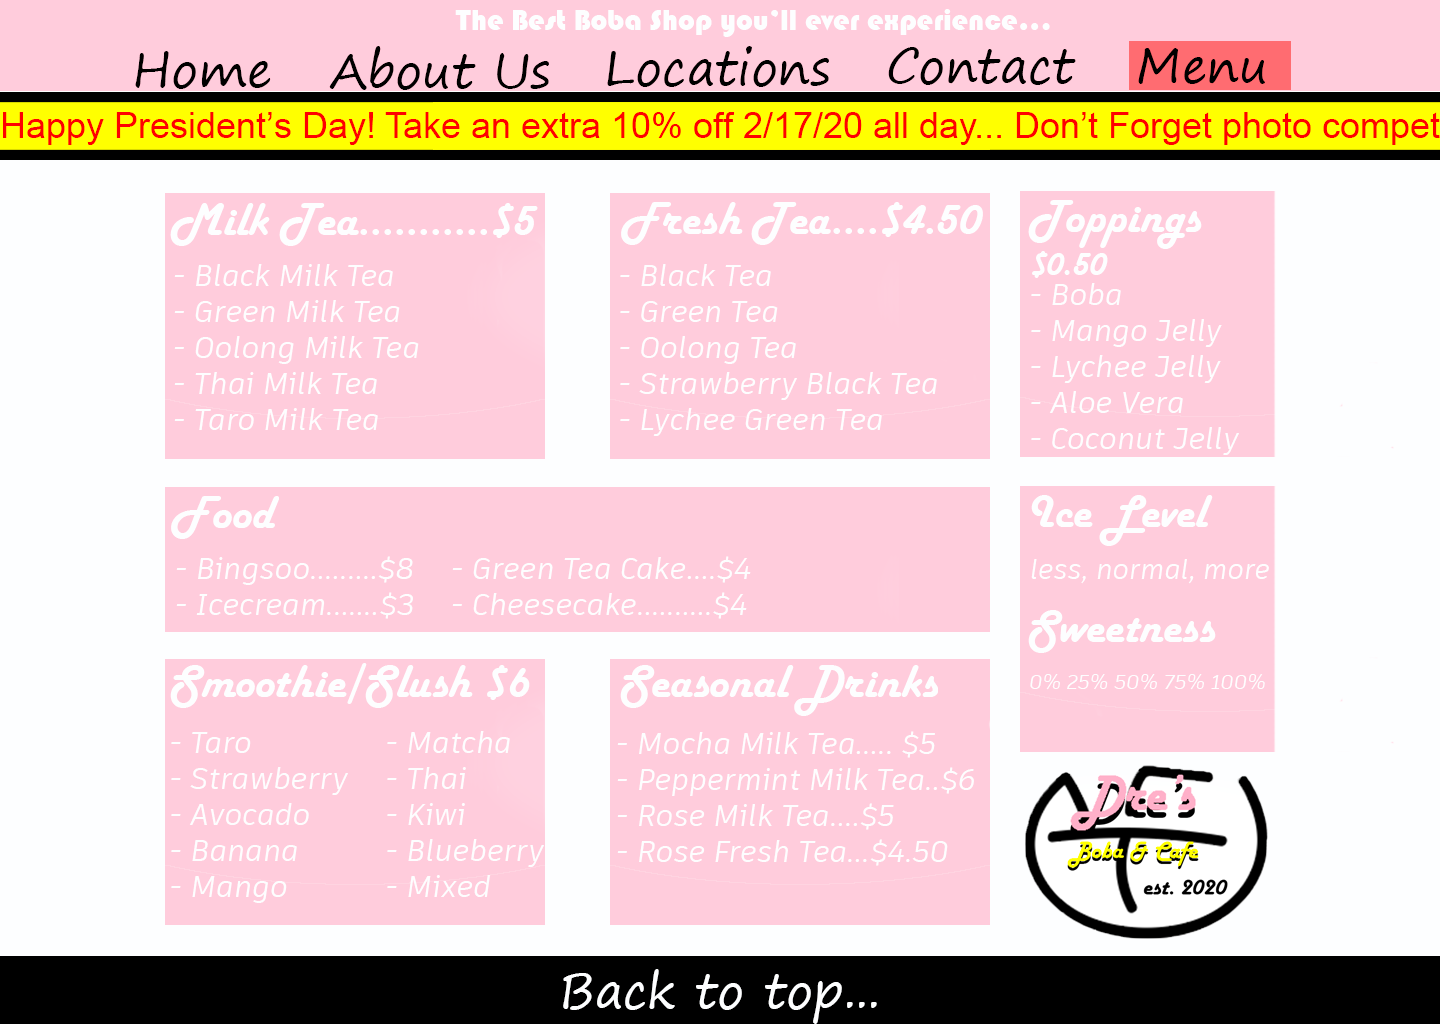 The Best Boba Shop you'll ever experience...
Home About Us Locations Contact Menu
Happy President's Day! Take an extra 10% off 2/17/20 all day... Don't Forget photo compet
Milk Tea...........$5
- Black Milk Tea
- Green Milk Tea
- Oolong Milk Tea
- Thai Milk Tea
- Taro Milk Tea
Fresh Tea....$4.50
- Black Tea
- Green Tea
- Oolong Tea
- Strawberry Black Tea
- Lychee Green Tea
Toppings
$0.50
- Boba
- Mango Jelly
- Lychee Jelly
- Aloe Vera
- Coconut Jelly
Food
- Bingsoo.........$8 - Green Tea Cake....$4
- Icecream.......$3 - Cheesecake..........$4
Ice Level
less, normal, more
Sweetness
0% 25% 50% 75% 100%
Smoothie/Slush $6
- Taro - Matcha
- Strawberry - Thai
- Avocado - Kiwi
- Banana - Blueberry
- Mango - Mixed
Seasonal Drinks
- Mocha Milk Tea..... $5
- Peppermint Milk Tea..$6
- Rose Milk Tea....$5
- Rose Fresh Tea...$4.50
Dre's
Boba & Cafe
est. 2020
Back to top...